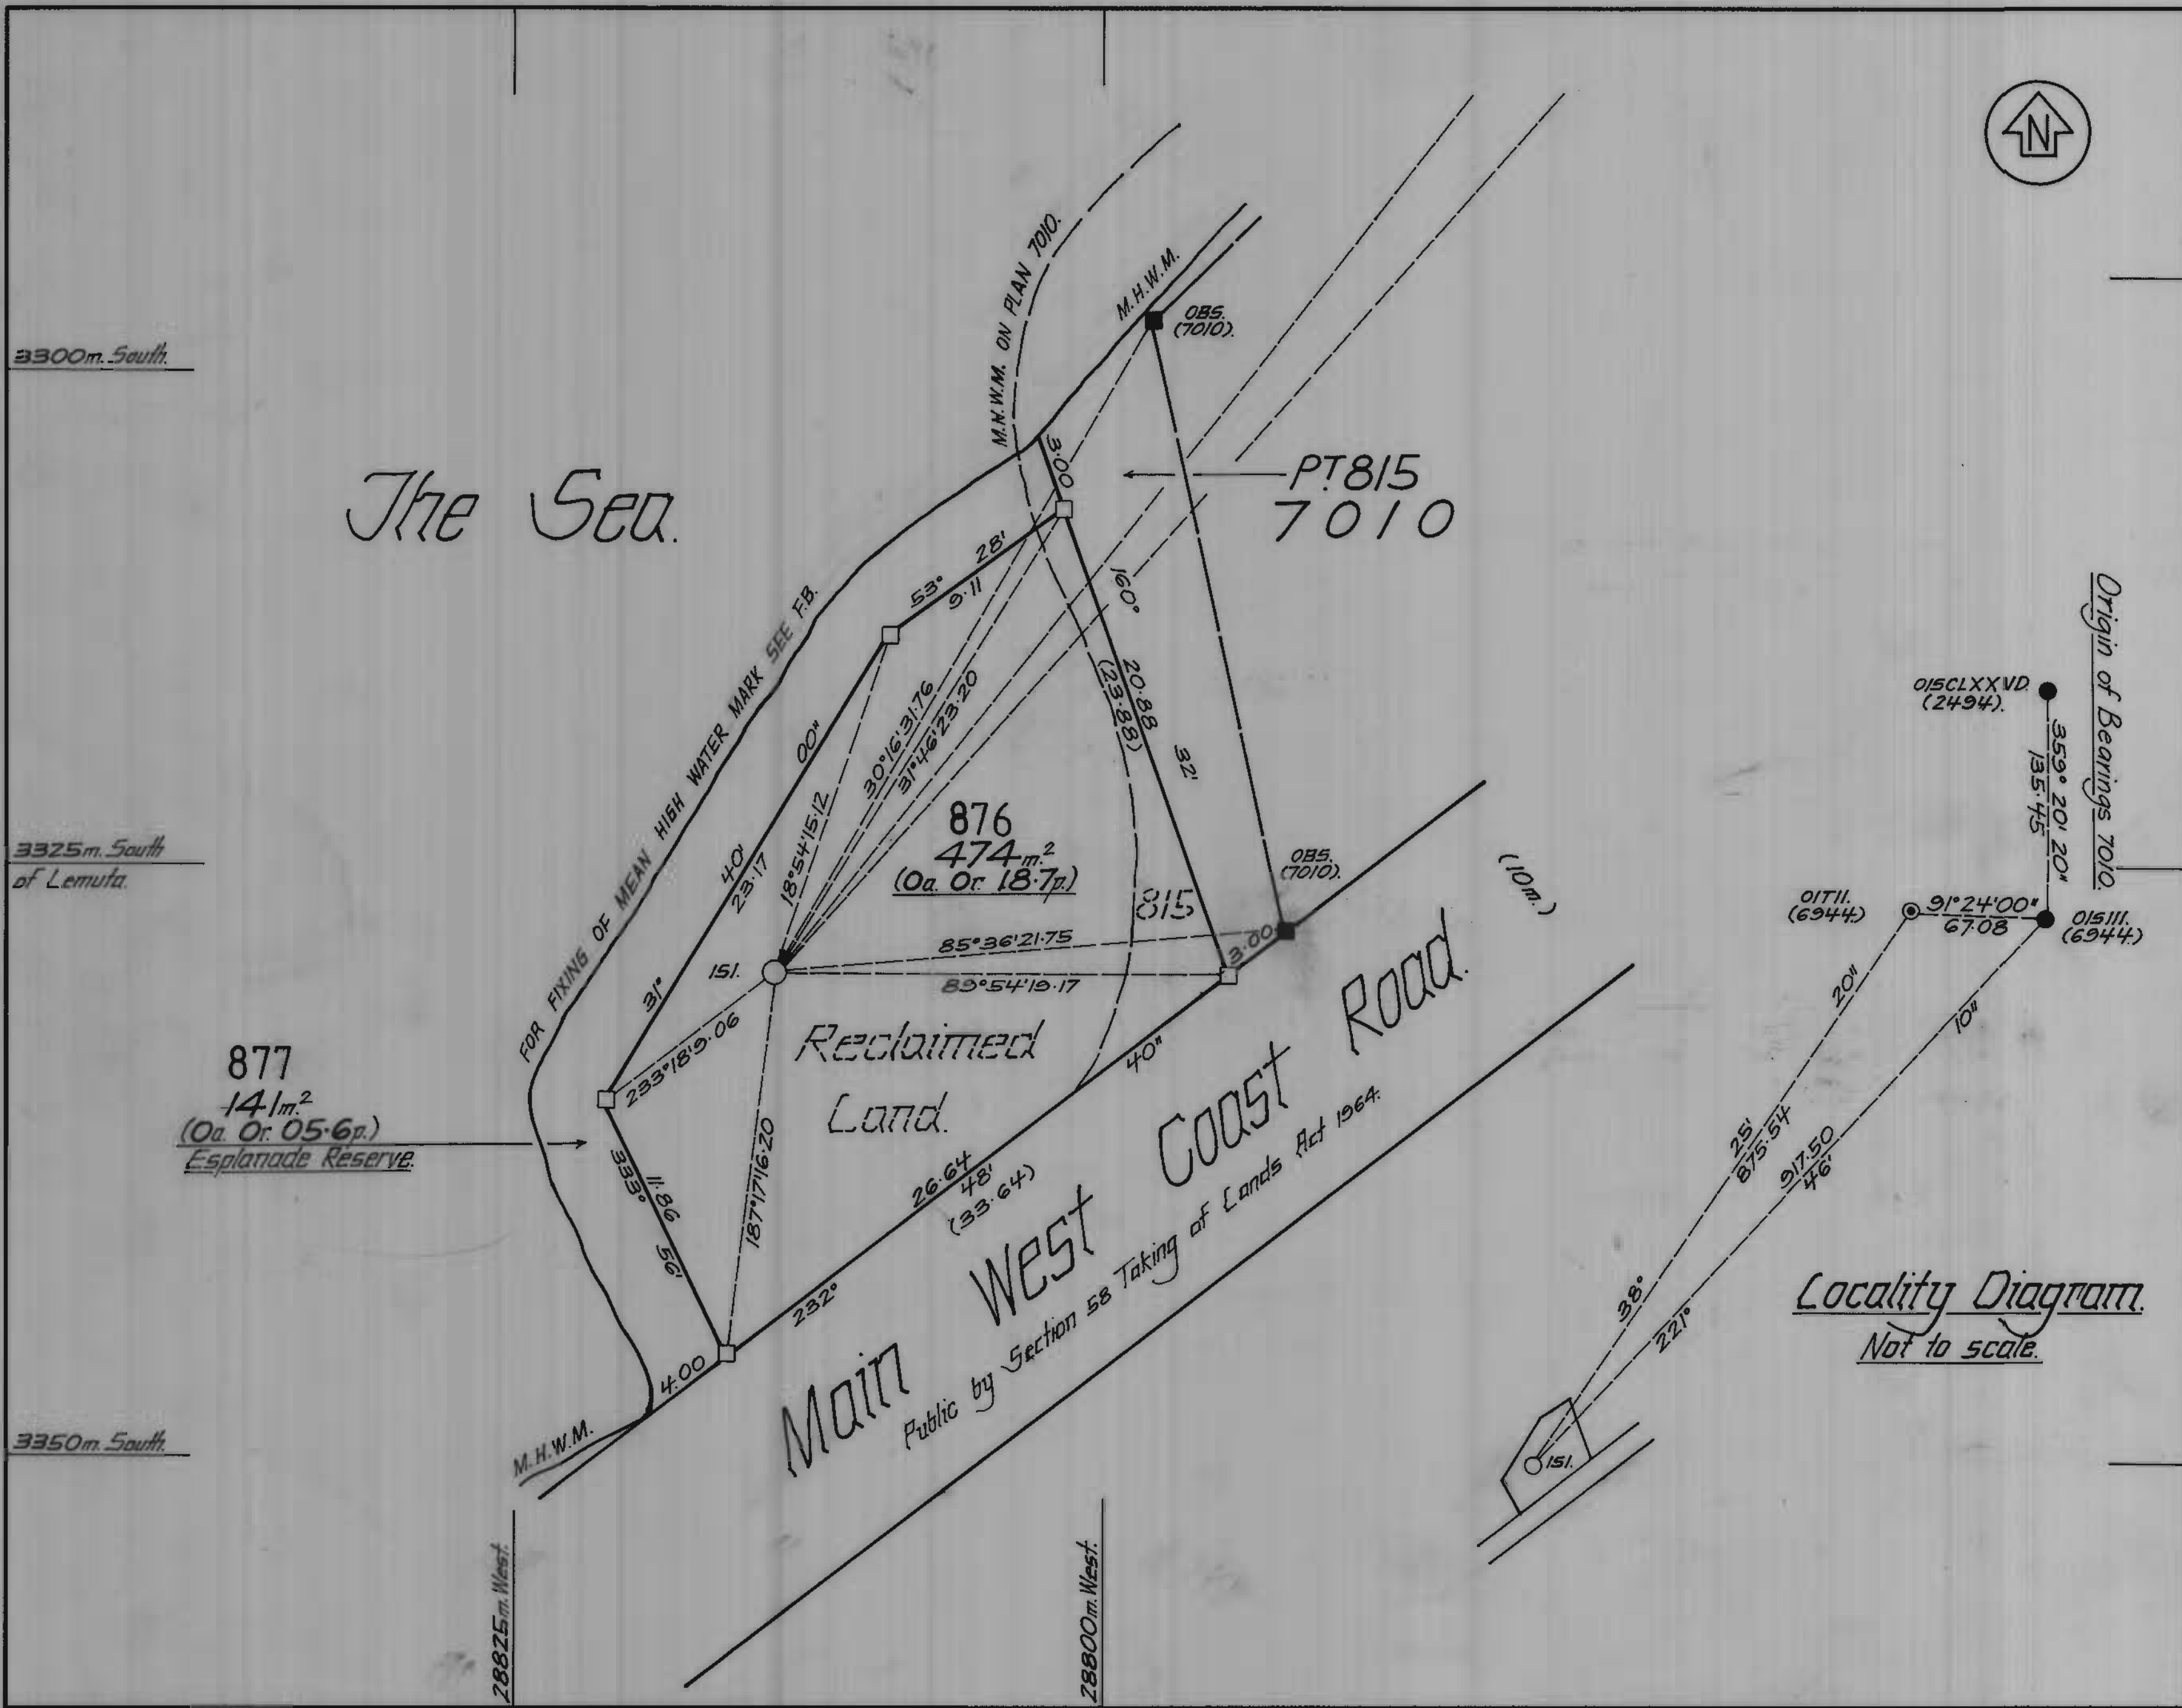 N
3300m. South.
3325m. South
of Lemuta.
3350m. South.
28825m. West.
28800m. West.
The Sea.
M.H.W.M. ON PLAN 7010.
M.H.W.M.
OBS.
(7010).
3·00
PT. 815
7010
28'
53°
9·11
160°
20·88
(23·88)
32'
FOR FIXING OF MEAN HIGH WATER MARK SEE F.B.
00"
40'
23·17
31°
18°54'15·12
30°16'31·76
31°46'23·20
876
474m.²
(0a. 0r. 18·7p.)
815
OBS.
(7010).
(10m.)
85°36'21·75
3·00
151.
89°54'19·17
233°18'9·06
Reclaimed
Land.
40"
877
141m.²
(0a. 0r. 05·6p.)
Esplanade Reserve.
11·86
333°
56'
187°17'16·20
26·64
48'
(33·64)
232°
4·00
M.H.W.M.
Main West Coast Road.
Public by Section 58 Taking of Lands Act 1964.
Origin of Bearings 7010.
(2494).
359° 20' 20"
135·45
(6944)
91°24'00"
67·08
(6944)
20"
10"
25'
875·54
917·50
46'
38°
221°
151.
Locality Diagram.
Not to scale.